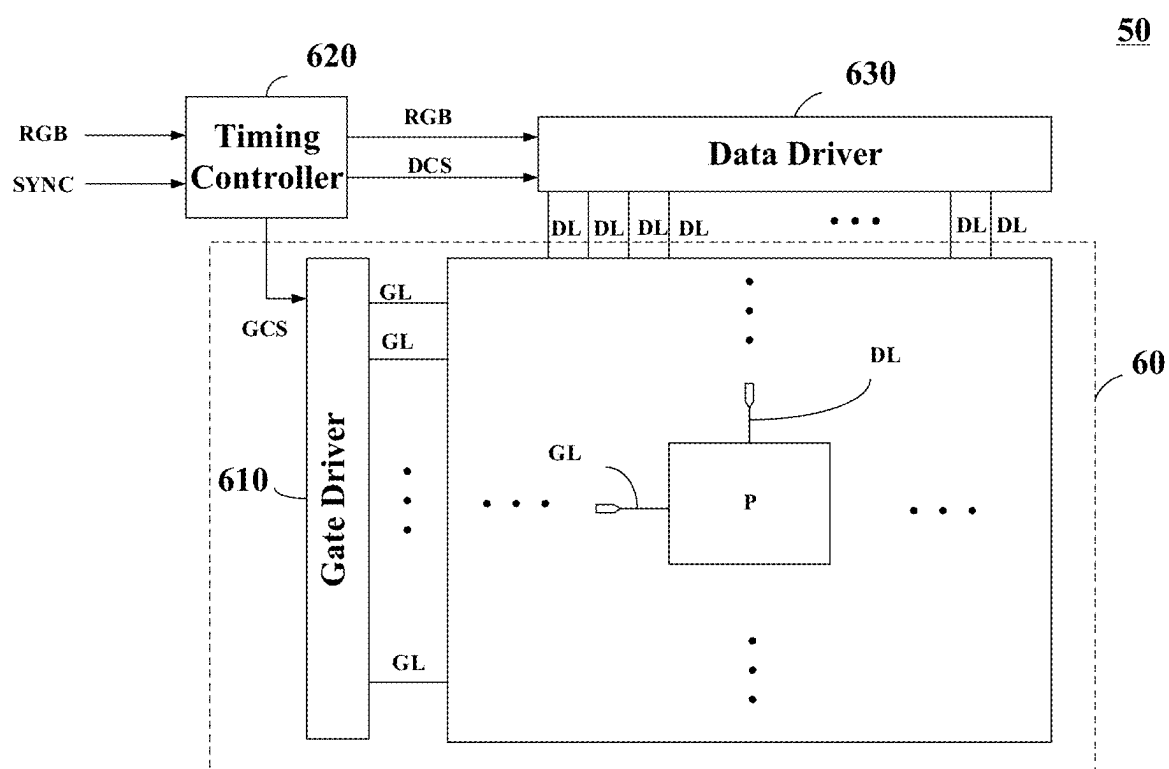 50
620
630
RGB
SYNC
Timing
Controller
RGB
DCS
Data Driver
DL
DL
DL
DL
DL
DL
GCS
GL
GL
DL
60
610
Gate Driver
GL
P
GL